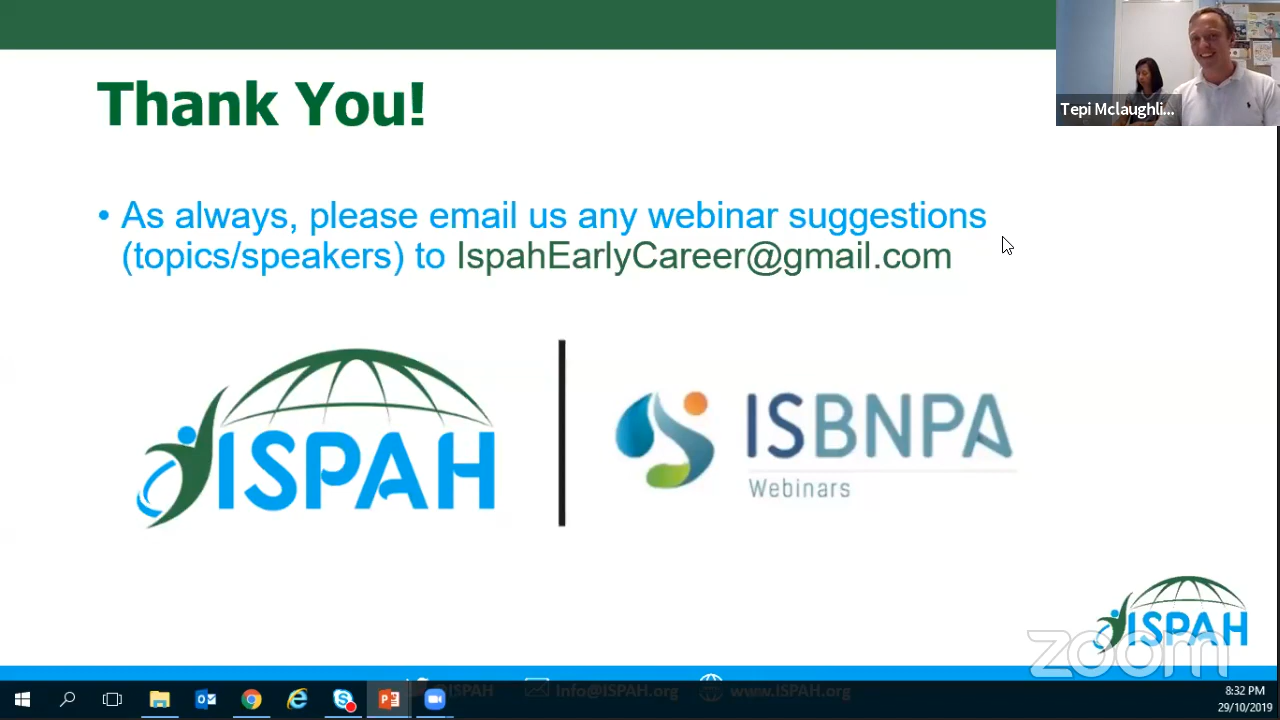 Thank You!
Tepi Mclaughli...
• As always, please email us any webinar suggestions
(topics/speakers) to IspahEarlyCareer@gmail.com
ISPAH
ISBNPA
Webinars
ISPAH
zoom
@ISPAH
Info@ISPAH.org
www.ISPAH.org
8:32 PM
29/10/2019